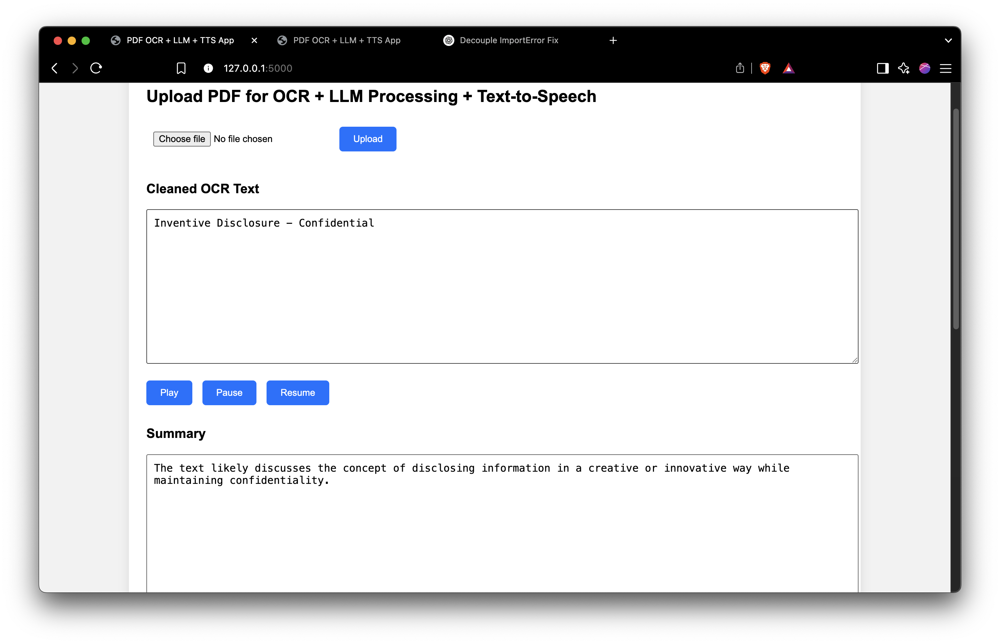 PDF OCR + LLM + TTS App
PDF OCR + LLM + TTS App
Decouple ImportError Fix
127.0.0.1:5000
Upload PDF for OCR + LLM Processing + Text-to-Speech
Choose file No file chosen
Upload
Cleaned OCR Text
Inventive Disclosure – Confidential
Play
Pause
Resume
Summary
The text likely discusses the concept of disclosing information in a creative or innovative way while
maintaining confidentiality.